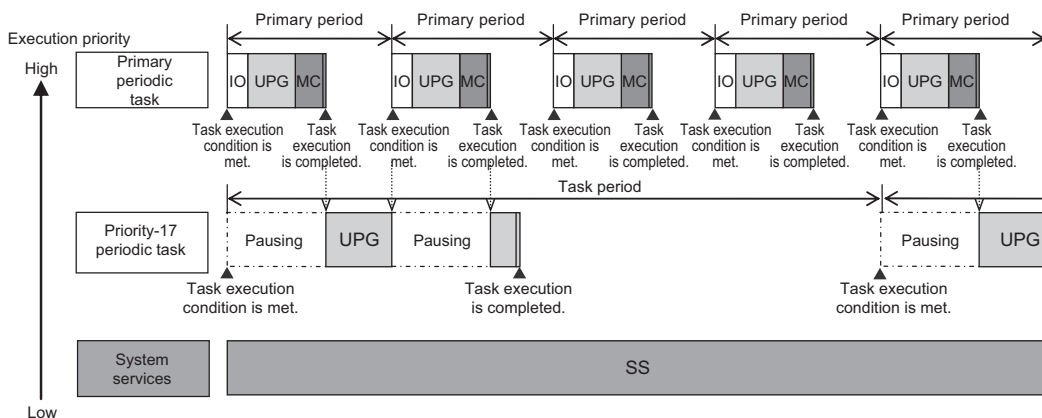 Primary period Primary period Primary period Primary period Primary period
Execution priority
High
Primary
periodic
task
IO UPG MC IO UPG MC IO UPG MC IO UPG MC IO UPG MC
Task execution
condition is
met.
Task
execution
is completed.
Task execution
condition is
met.
Task
execution
is completed.
Task execution
condition is
met.
Task
execution
is completed.
Task execution
condition is
met.
Task
execution
is completed.
Task execution
condition is
met.
Task
execution
is completed.
Task period
Priority-17
periodic task
Pausing UPG Pausing Pausing UPG
Task execution
condition is met.
Task execution
is completed.
Task execution
condition is met.
System
services
SS
Low